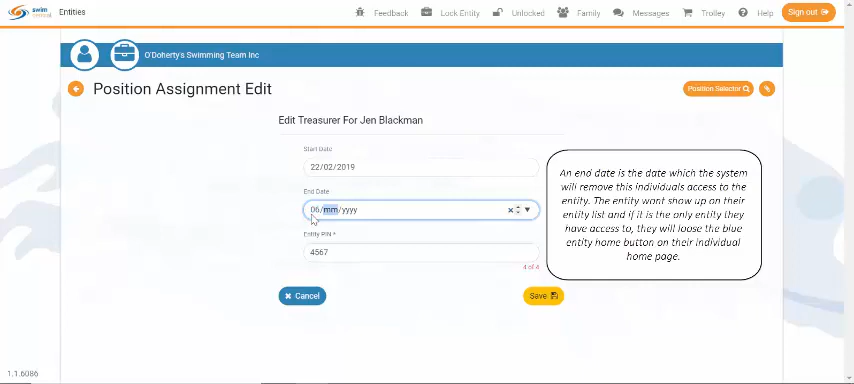 swim central Entities Feedback Lock Entity Unlocked Family Messages Trolley Help Sign out
O'Doherty's Swimming Team Inc
Position Assignment Edit
Position Selector
Edit Treasurer For Jen Blackman
Start Date
22/02/2019
End Date
06/mm/yyyy
Entity PIN *
4567
4 of 4
Cancel
Save
An end date is the date which the system
will remove this individuals access to the
entity. The entity wont show up on their
entity list and if it is the only entity they
have access to, they will loose the blue
entity home button on their individual
home page.
1.1.6086